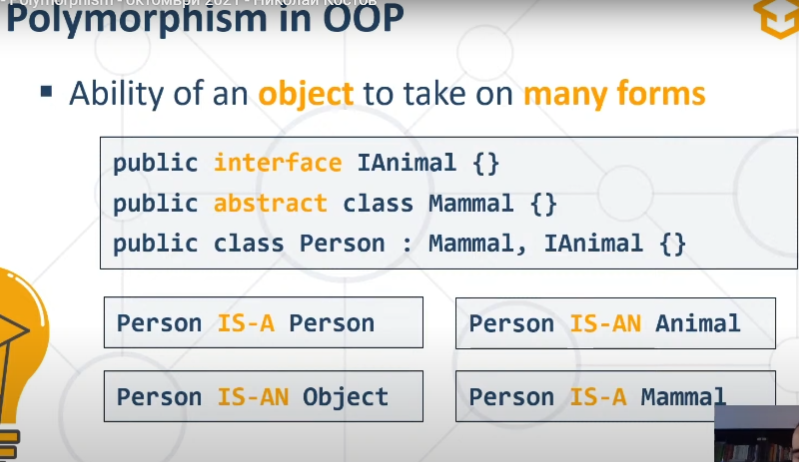 - Polymorphism - октомври 2021 - Николай Костов
Polymorphism in OOP
▪ Ability of an object to take on many forms
public interface IAnimal {}
public abstract class Mammal {}
public class Person : Mammal, IAnimal {}
Person IS-A Person
Person IS-AN Animal
Person IS-AN Object
Person IS-A Mammal